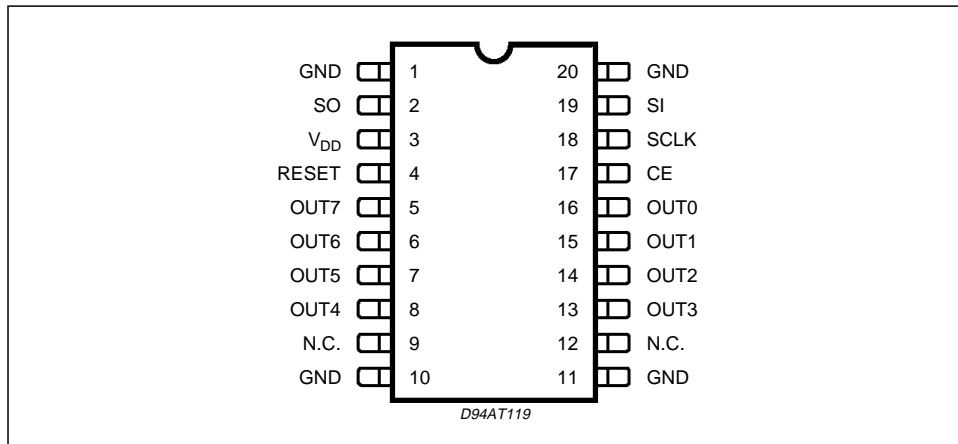 GND 1 20 GND
SO 2 19 SI
VDD 3 18 SCLK
RESET 4 17 CE
OUT7 5 16 OUT0
OUT6 6 15 OUT1
OUT5 7 14 OUT2
OUT4 8 13 OUT3
N.C. 9 12 N.C.
GND 10 11 GND
D94AT119